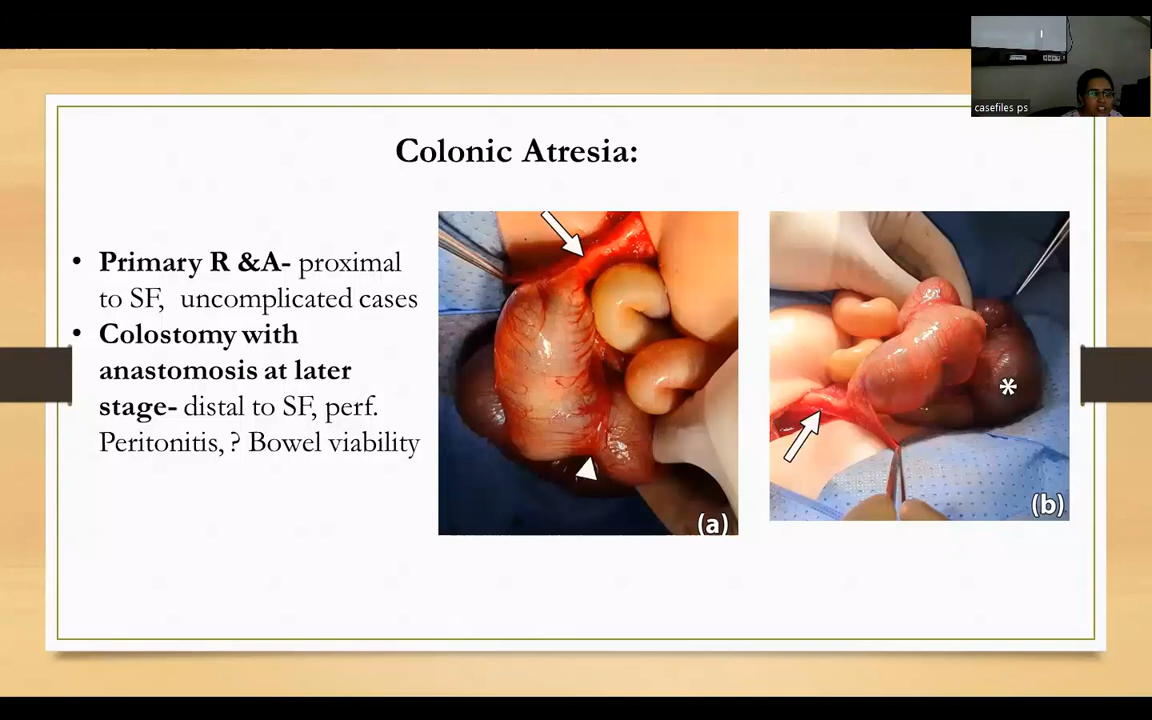 casefiles ps
Colonic Atresia:
• Primary R &A- proximal
to SF, uncomplicated cases
• Colostomy with
anastomosis at later
stage- distal to SF, perf.
Peritonitis, ? Bowel viability
(a)
*
(b)